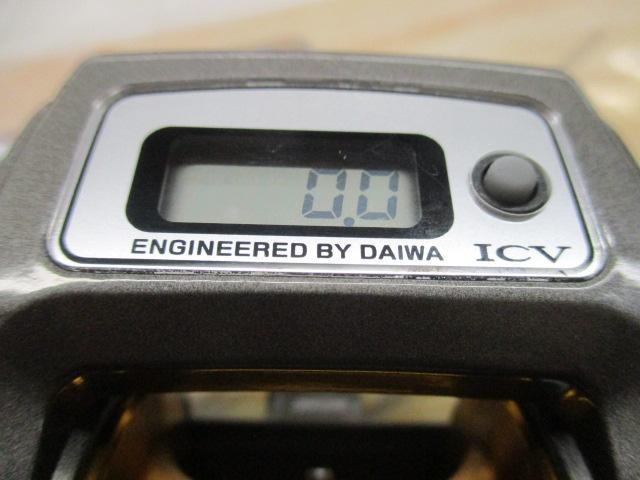 0.0
ENGINEERED BY DAIWA ICV